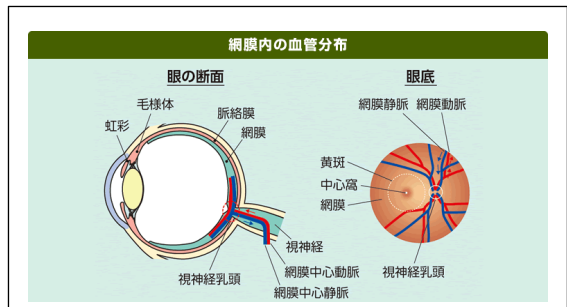 網膜内の血管分布
眼の断面
毛様体
虹彩
脈絡膜
網膜
視神経
網膜中心動脈
網膜中心静脈
視神経乳頭
眼底
網膜静脈 網膜動脈
黄斑
中心窩
網膜
視神経乳頭